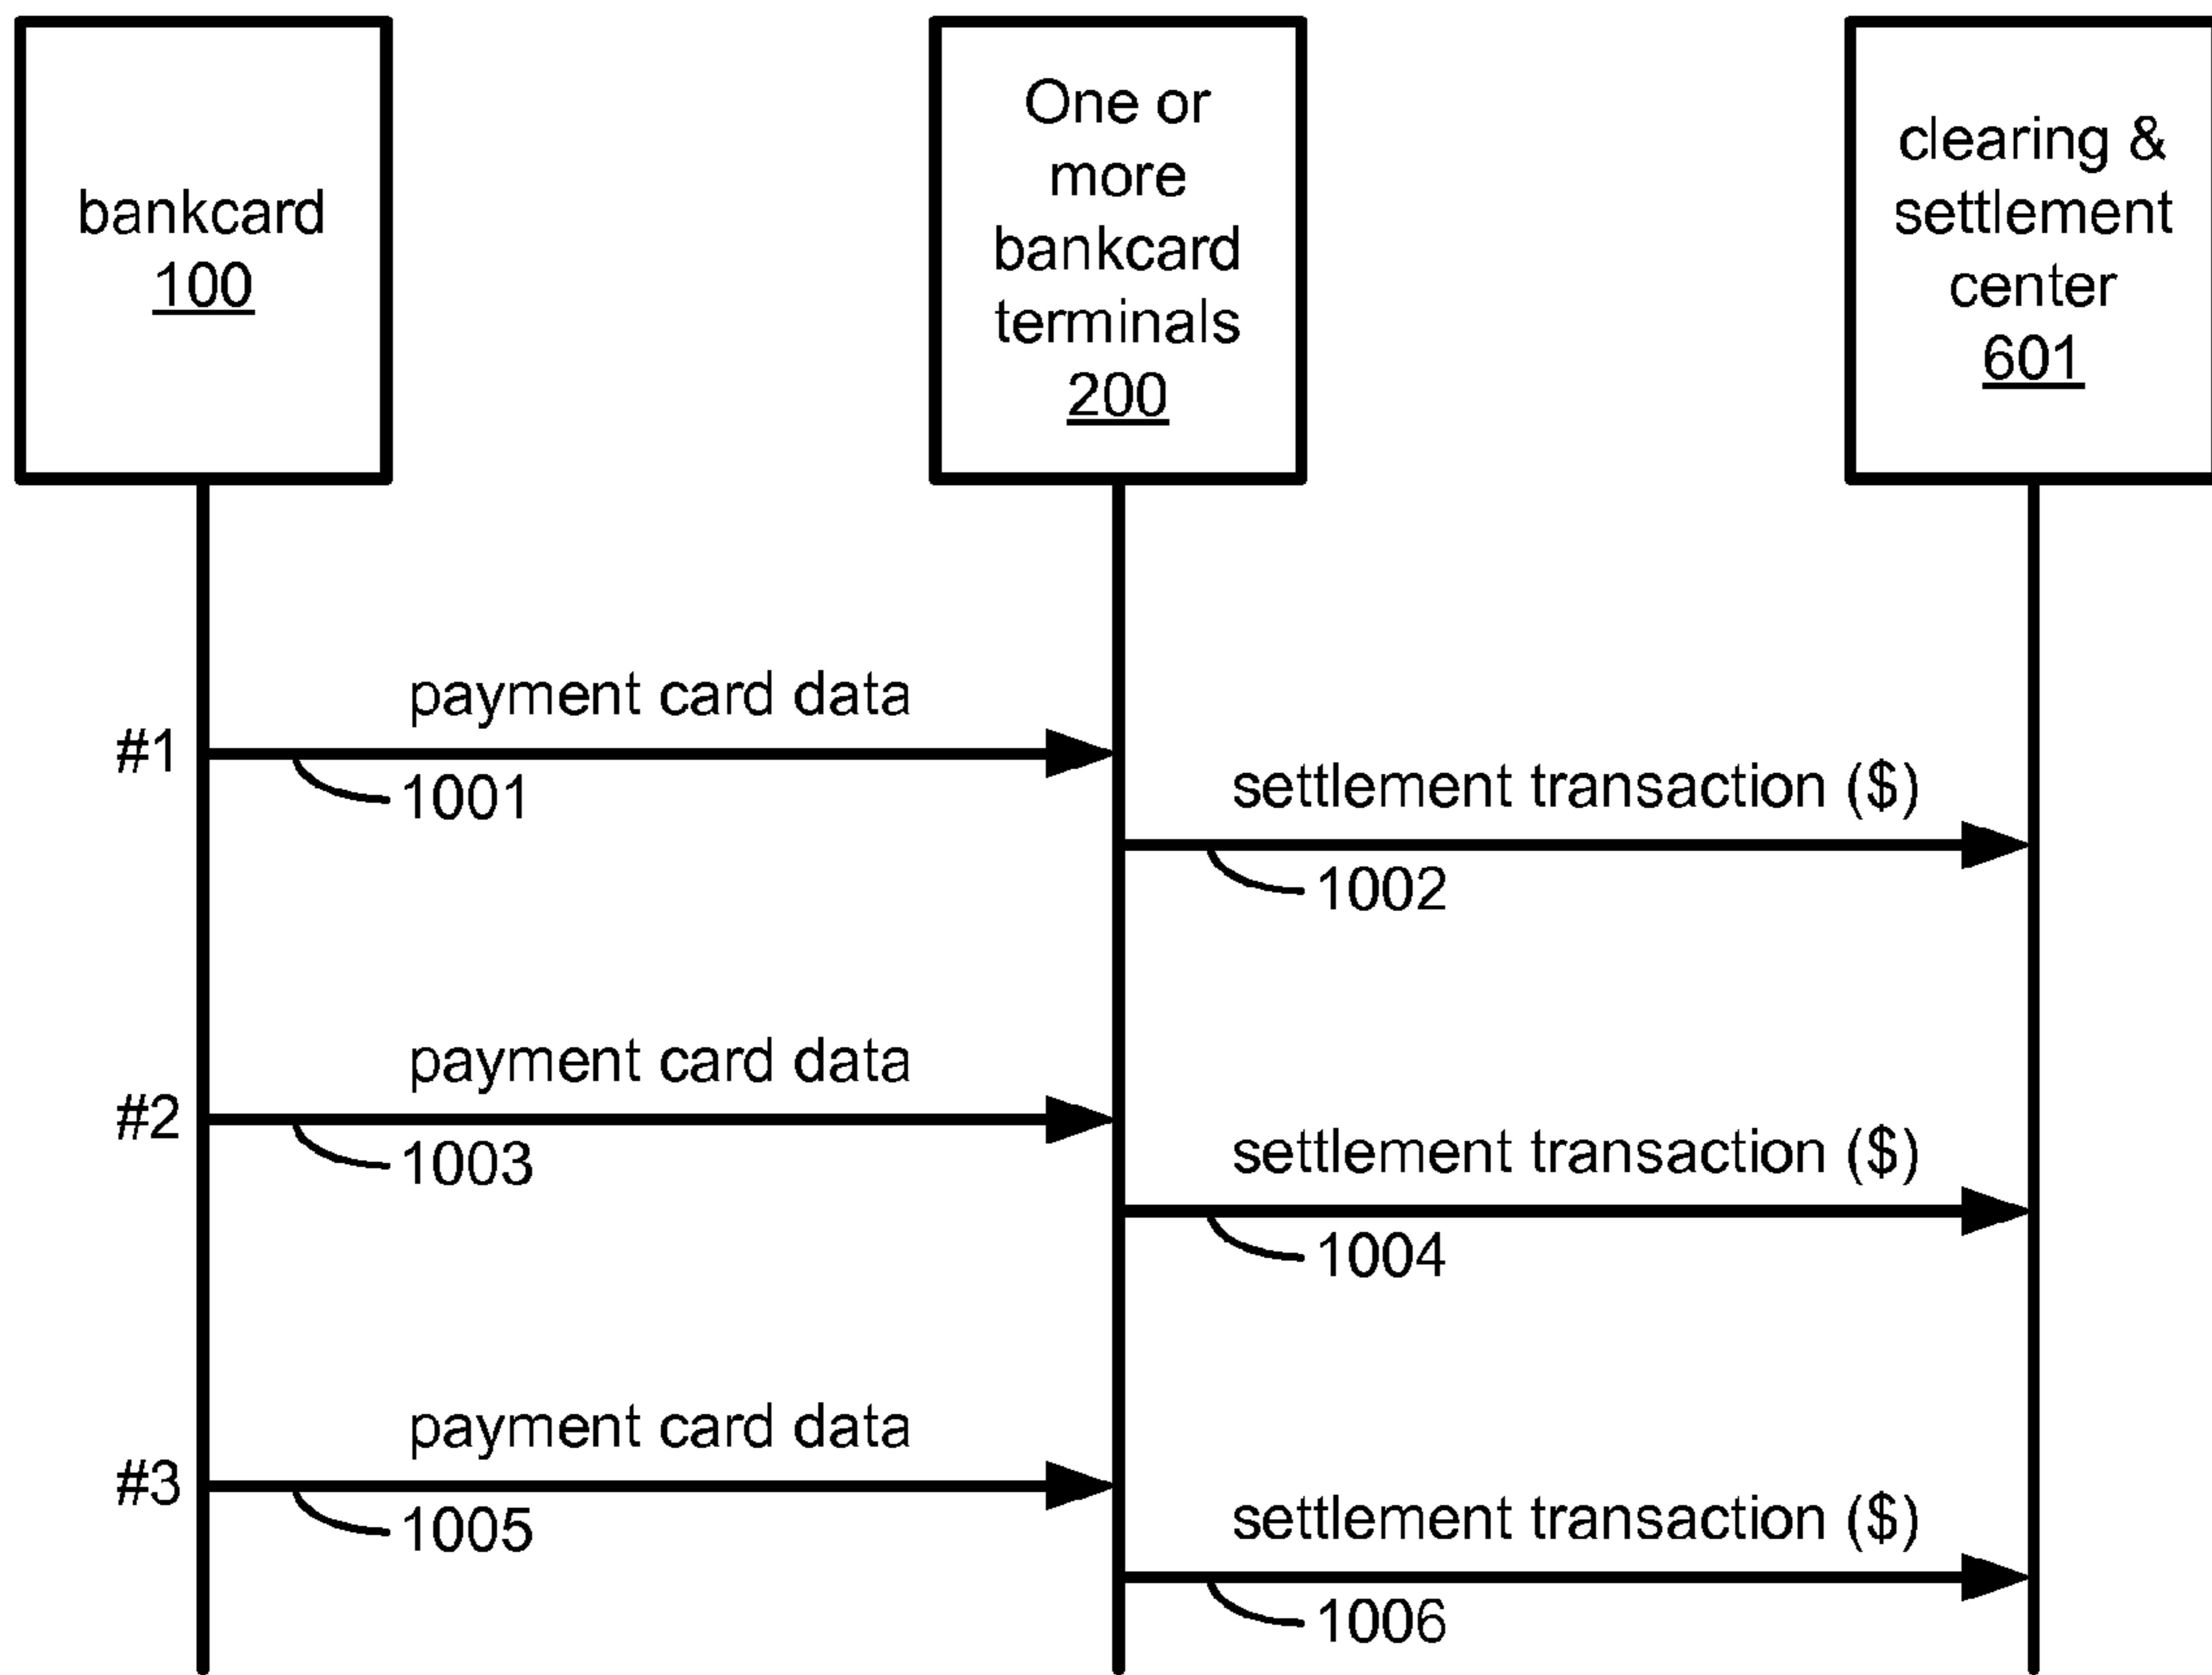 bankcard
100
One or
more
bankcard
terminals
200
clearing &
settlement
center
601
payment card data
#1
1001
settlement transaction ($)
1002
payment card data
#2
1003
settlement transaction ($)
1004
payment card data
#3
1005
settlement transaction ($)
1006